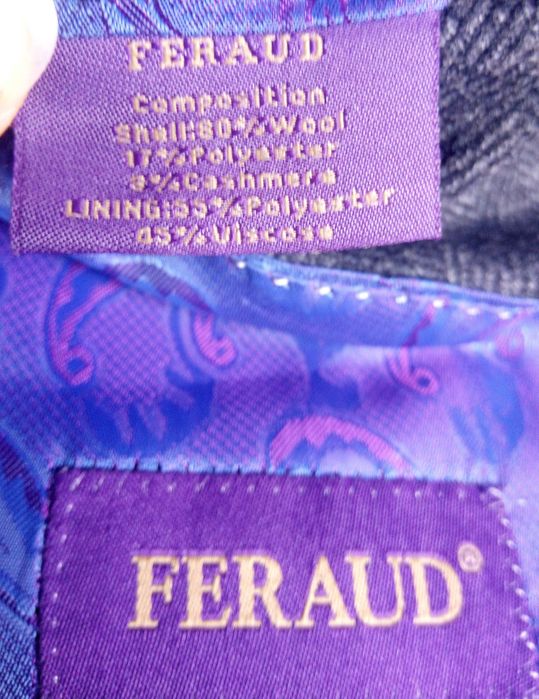 FERAUD
Composition
Shell:80%Wool
17%Polyester
3%Cashmere
LINING:55%Polyester
45%Viscose
FERAUD®